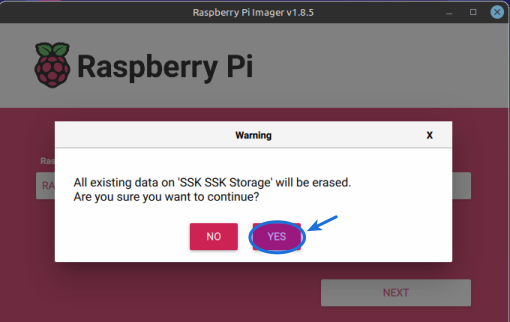 Raspberry Pi Imager v1.8.5
Raspberry Pi
Warning
X
Ras
RA
All existing data on 'SSK SSK Storage' will be erased.
Are you sure you want to continue?
NO
YES
NEXT